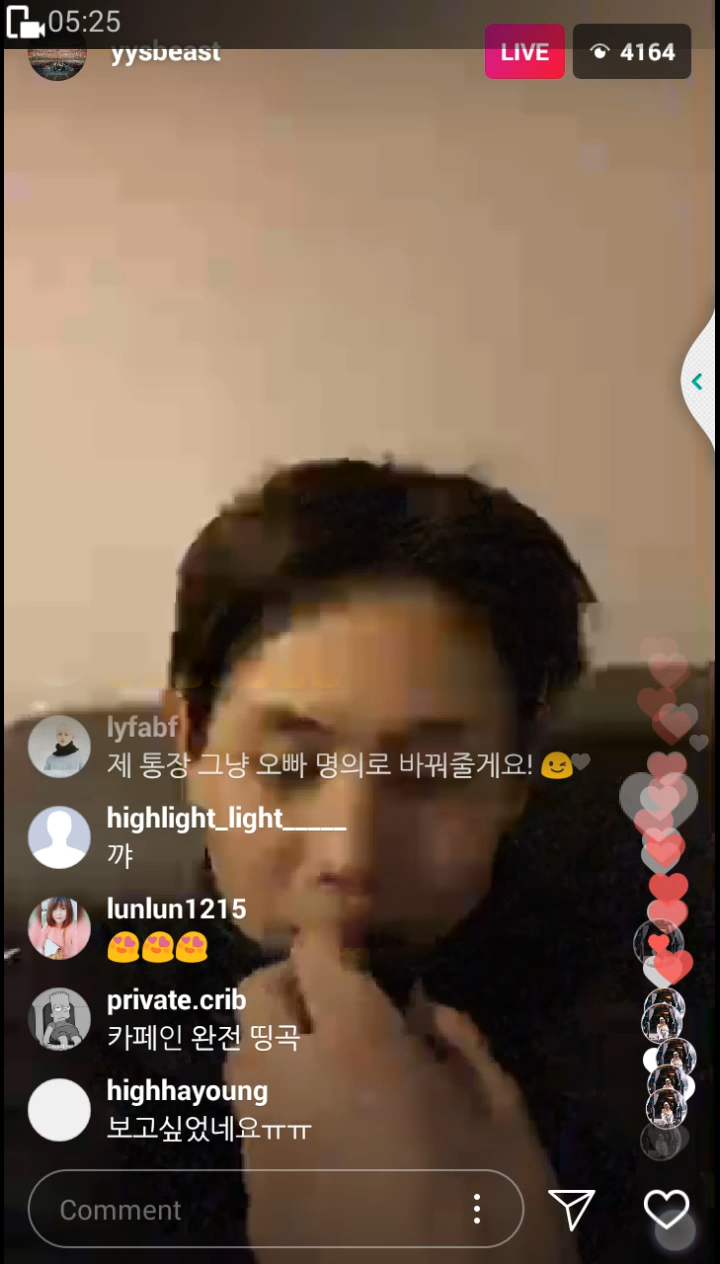 05:25
yysbeast
LIVE
4164
lyfabf
제 통장 그냥 오빠 명의로 바꿔줄게요! 😉
highlight_light_____
꺄
lunlun1215
😍😍😍
private.crib
카페인 완전 띵곡
highhayoung
보고싶었네요ㅠㅠ
Comment